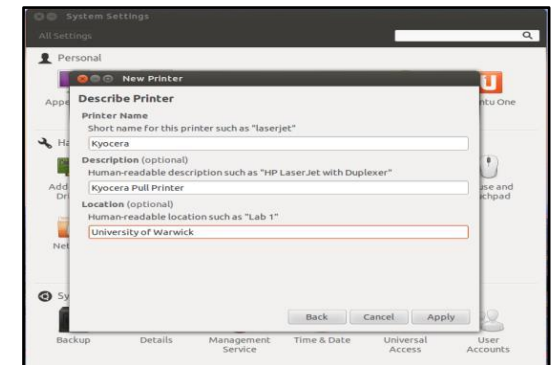 System Settings
All Settings
Personal
New Printer
Appe
ntu One
Describe Printer
Printer Name
Short name for this printer such as "laserjet"
Kyocera
Ha
Description (optional)
Human-readable description such as "HP LaserJet with Duplexer"
Kyocera Pull Printer
Add
Dri
use and
uchpad
Location (optional)
Human-readable location such as "Lab 1"
University of Warwick
Net
Sy
Back Cancel Apply
Backup Details Management Service Time & Date Universal Access User Accounts